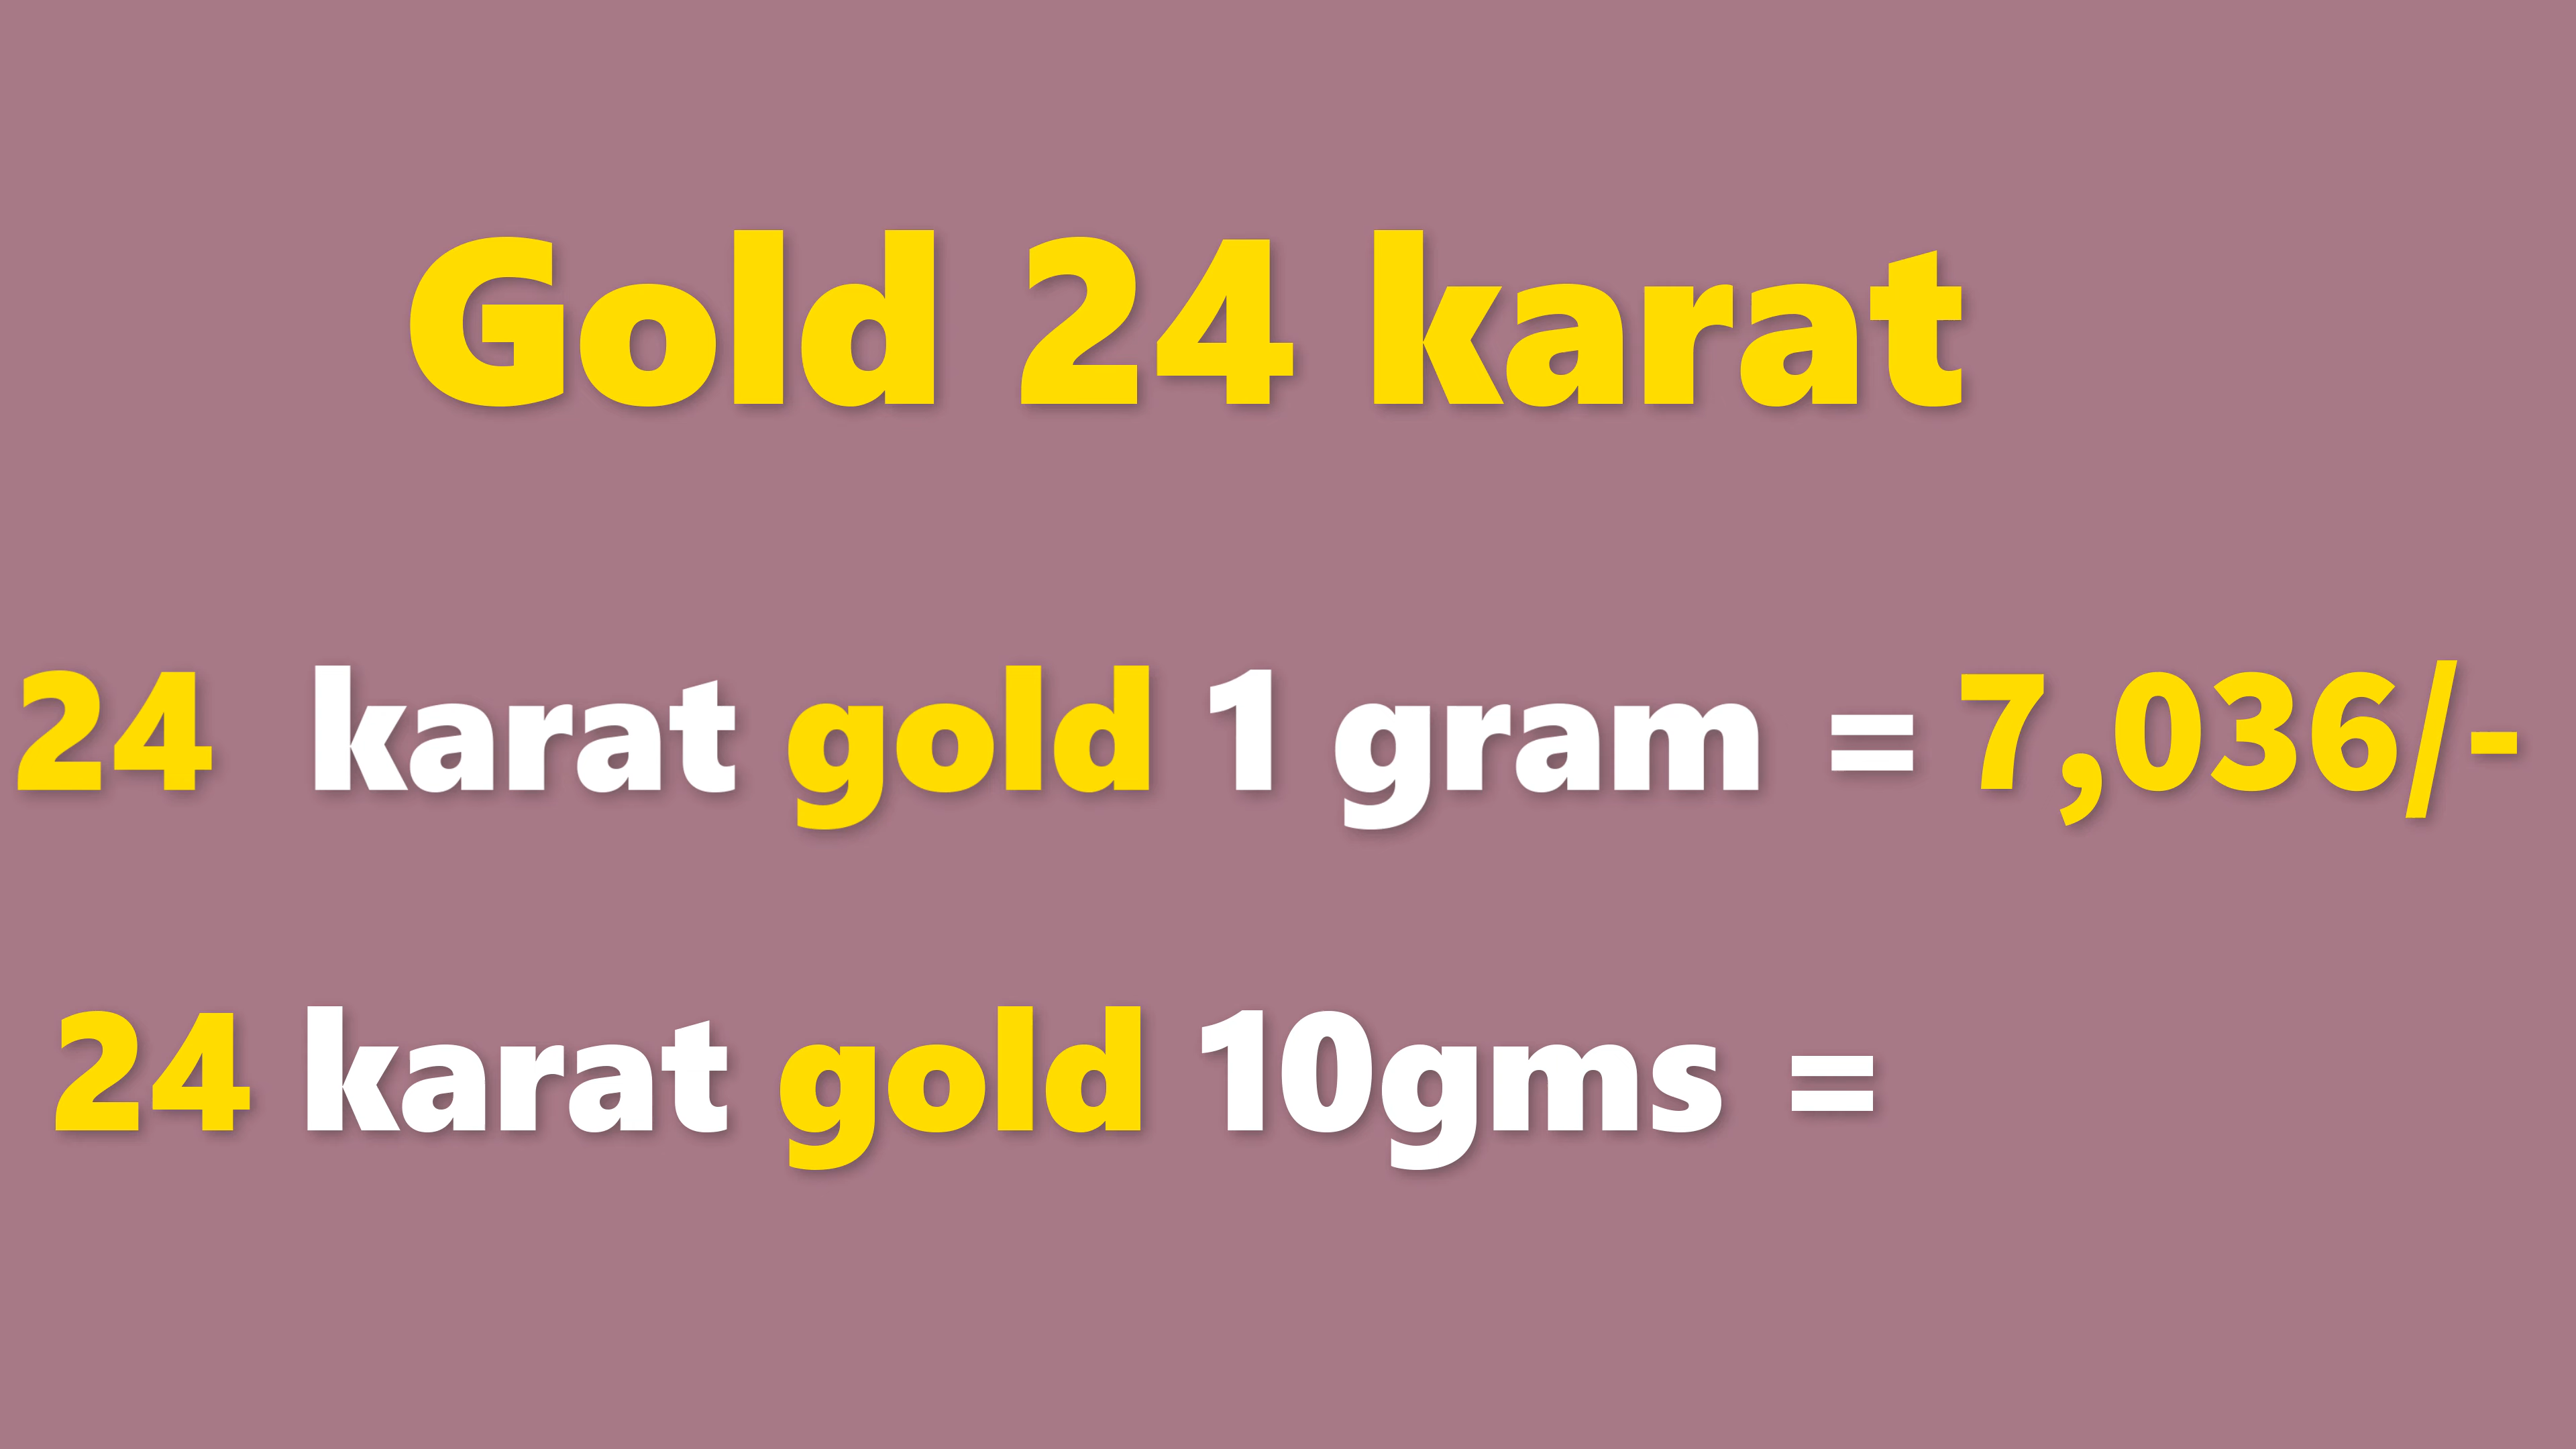 Gold 24 karat
24 karat gold 1 gram = 7,036/-
24 karat gold 10gms =